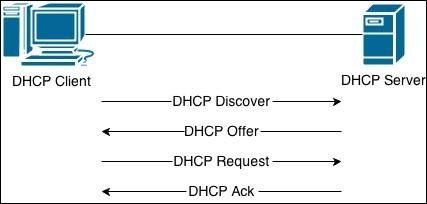 DHCP Client
DHCP Server
DHCP Discover
DHCP Offer
DHCP Request
DHCP Ack